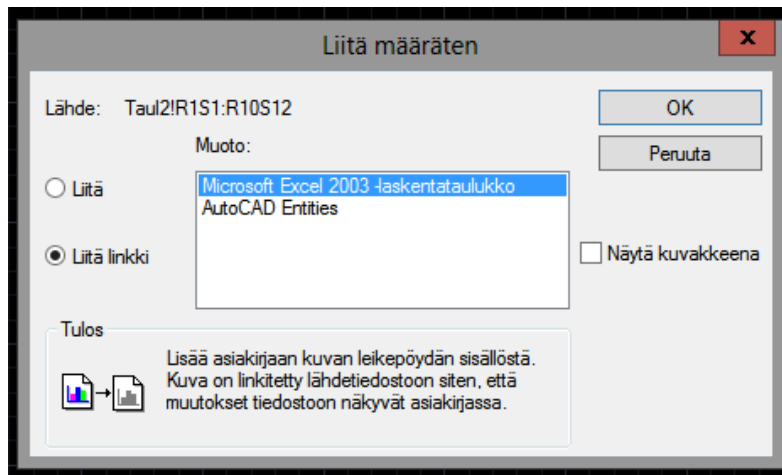 Liitä määräten
x
Lähde: Taul2!R1S1:R10S12
OK
Muoto:
Peruuta
Liitä
Microsoft Excel 2003 -laskentataulukko
AutoCAD Entities
Liitä linkki
Näytä kuvakkeena
Tulos
Lisää asiakirjaan kuvan leikepöydän sisällöstä.
Kuva on linkitetty lähdetiedostoon siten, että
muutokset tiedostoon näkyvät asiakirjassa.